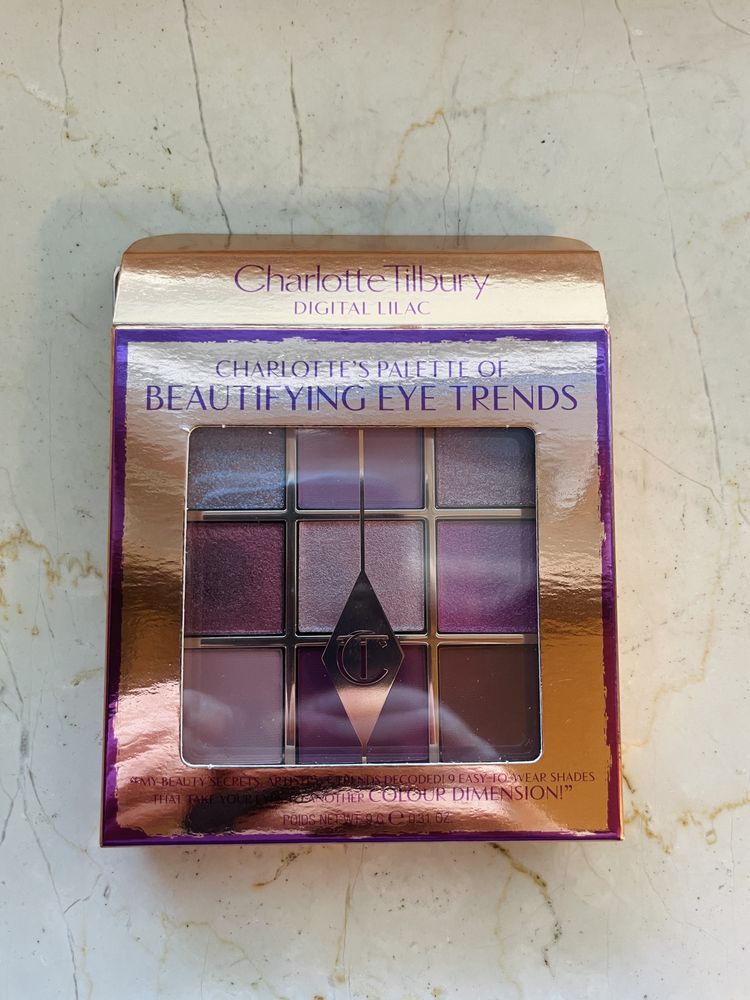 Charlotte Tilbury
DIGITAL LILAC
CHARLOTTE'S PALETTE OF
BEAUTIFYING EYE TRENDS
CT
"MY BEAUTY SECRETS, ARTISTRY & TRENDS DECODED! 9 EASY-TO-WEAR SHADES
THAT TAKE YOUR EYES TO ANOTHER COLOUR DIMENSION!"
POIDS NET WT. 9 G ℮ 0.31 OZ.